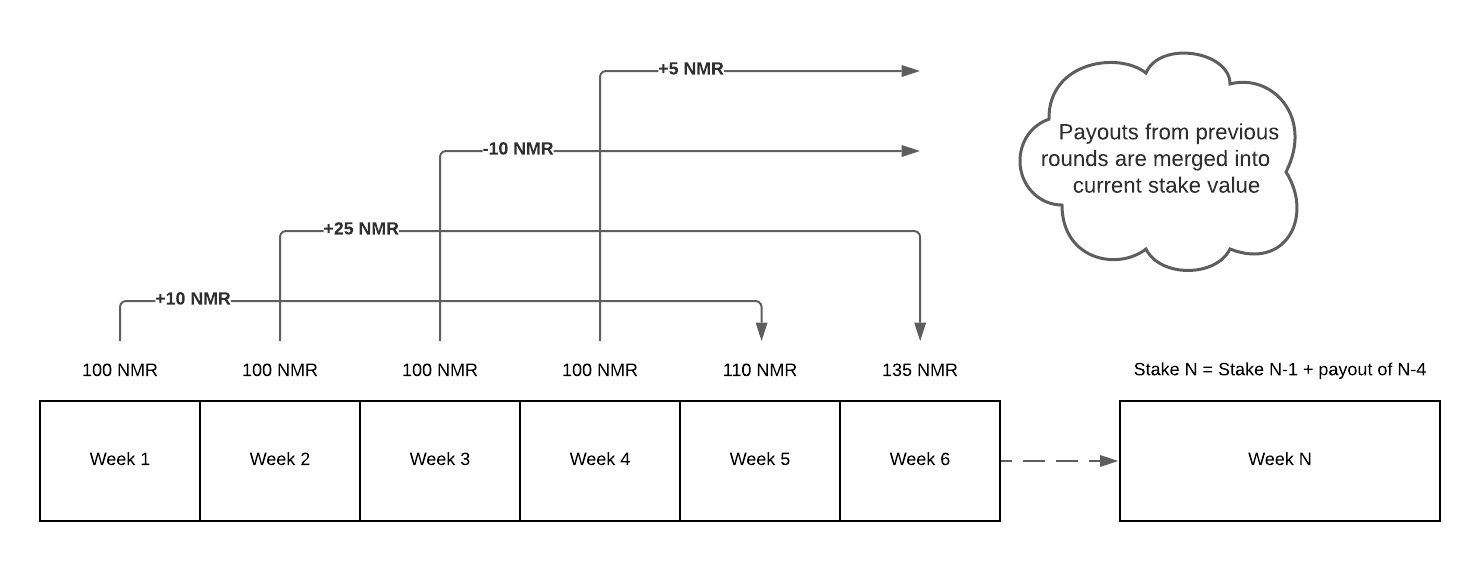 +5 NMR
-10 NMR
+25 NMR
+10 NMR
Payouts from previous
rounds are merged into
current stake value
100 NMR
100 NMR
100 NMR
100 NMR
110 NMR
135 NMR
Stake N = Stake N-1 + payout of N-4
Week 1
Week 2
Week 3
Week 4
Week 5
Week 6
Week N